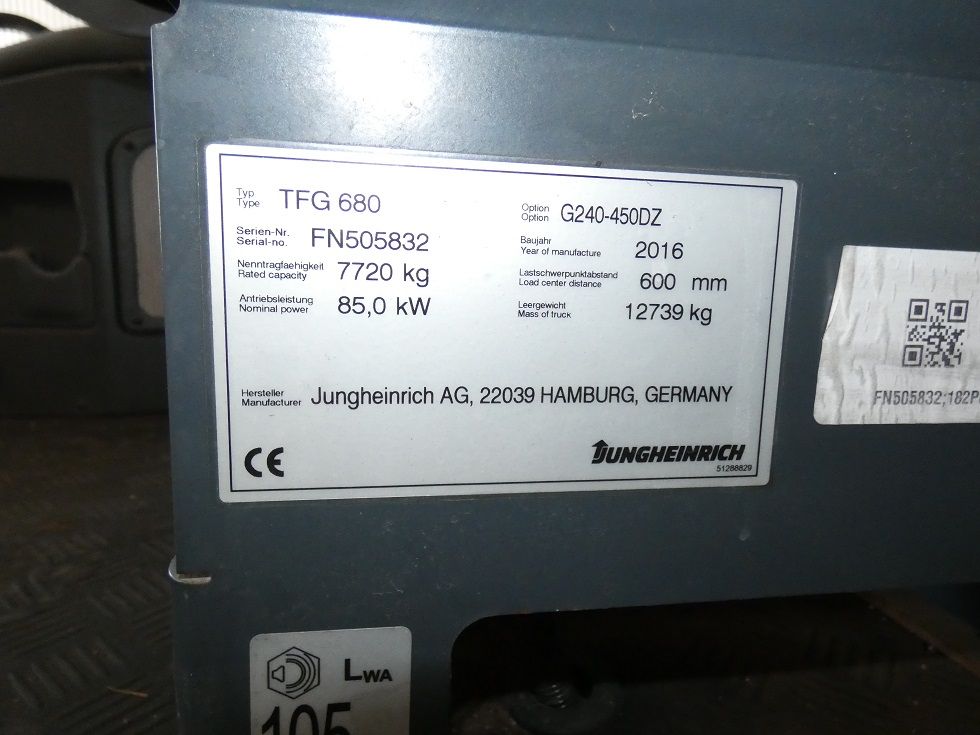 Typ
Type TFG 680
Option
Option G240-450DZ
Serien-Nr.
Serial-no. FN505832
Baujahr
Year of manufacture 2016
Nenntragfaehigkeit
Rated capacity 7720 kg
Lastschwerpunktabstand
Load center distance 600 mm
Antriebsleistung
Nominal power 85,0 kW
Leergewicht
Mass of truck 12739 kg
Hersteller
Manufacturer Jungheinrich AG, 22039 HAMBURG, GERMANY
CE
JUNGHEINRICH
51288829
FN505832;182P
LWA
105